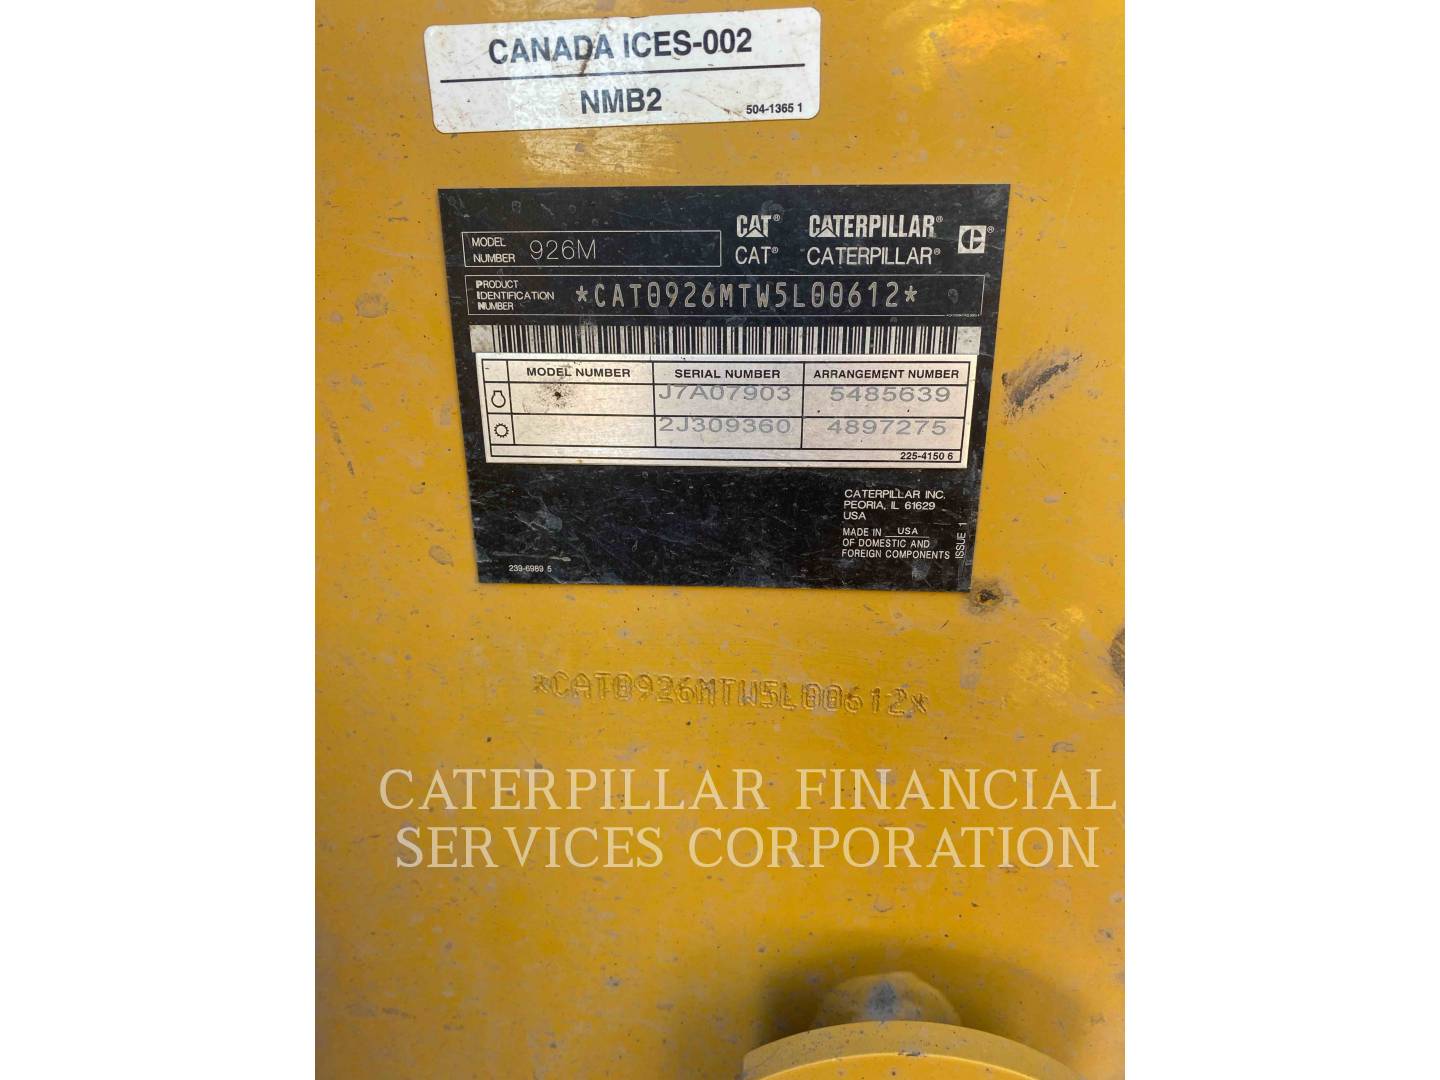 CANADA ICES-002
NMB2
504-1365 1
CAT® CATERPILLAR®
CAT® CATERPILLAR®
MODEL NUMBER 926M
PRODUCT IDENTIFICATION NUMBER *CAT0926MTW5L00612*
MODEL NUMBER SERIAL NUMBER ARRANGEMENT NUMBER
J7A07903 5485639
2J309360 4897275
225-4150 6
CATERPILLAR INC.
PEORIA, IL 61629
USA
MADE IN USA
OF DOMESTIC AND
FOREIGN COMPONENTS
ISSUE 1
239-6989 5
*CAT0926MTW5L00612*
CATERPILLAR FINANCIAL
SERVICES CORPORATION